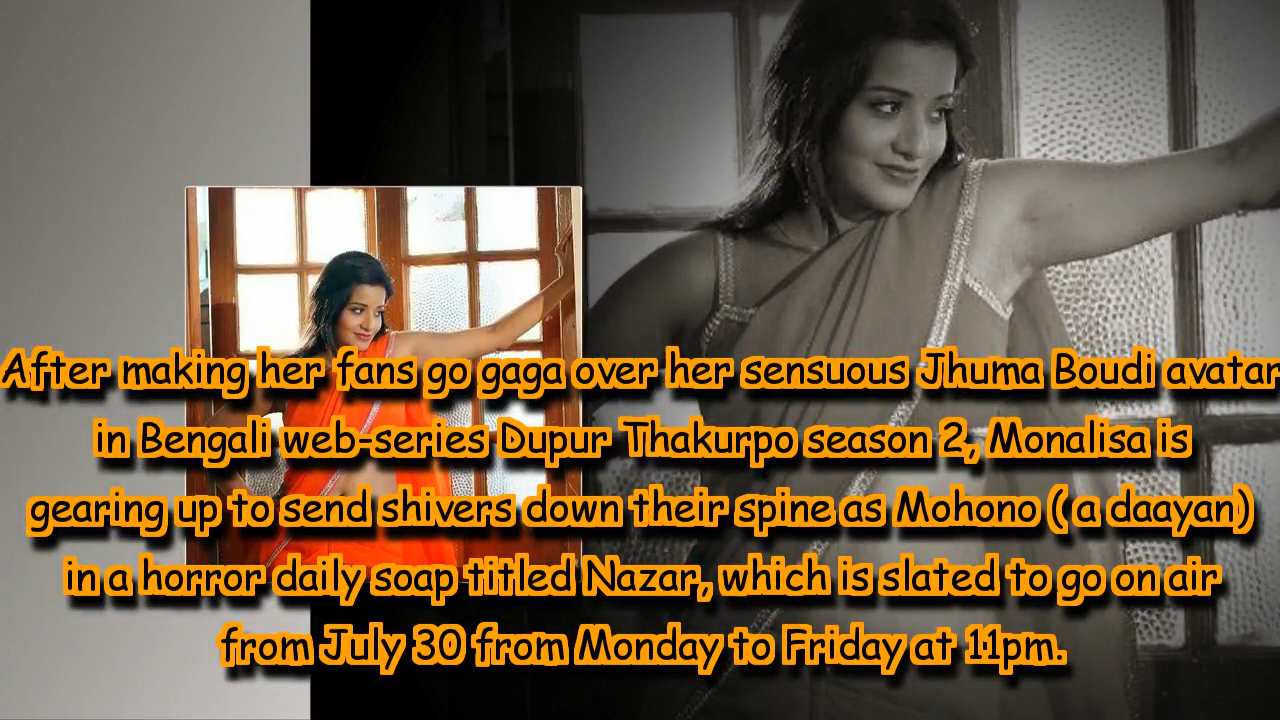 After making her fans go gaga over her sensuous Jhuma Boudi avatar
in Bengali web-series Dupur Thakurpo season 2, Monalisa is
gearing up to send shivers down their spine as Mohono ( a daayan)
in a horror daily soap titled Nazar, which is slated to go on air
from July 30 from Monday to Friday at 11pm.